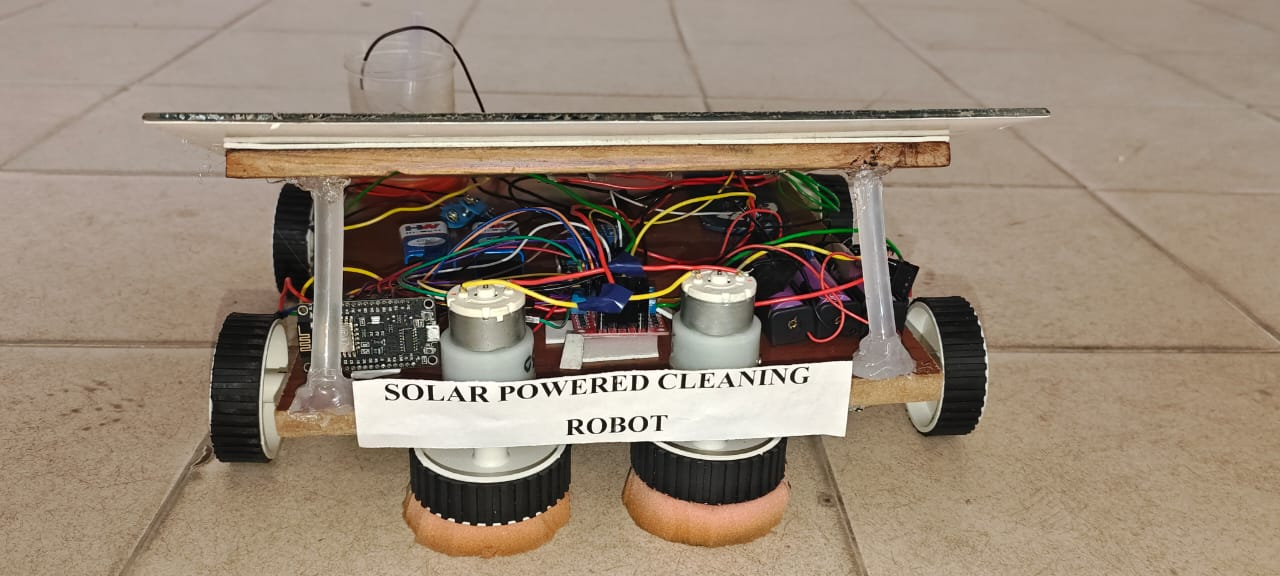 SOLAR POWERED CLEANING
ROBOT